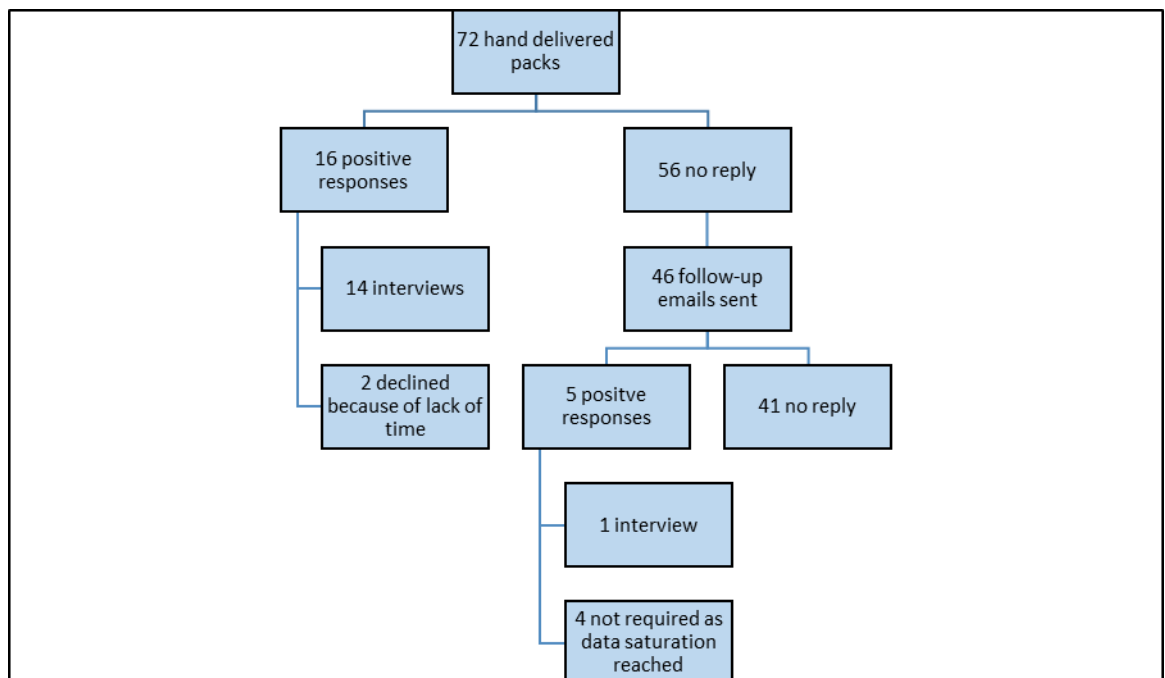 72 hand delivered
packs
16 positive
responses
56 no reply
14 interviews
46 follow-up
emails sent
2 declined
because of lack of
time
5 positve
responses
41 no reply
1 interview
4 not required as
data saturation
reached